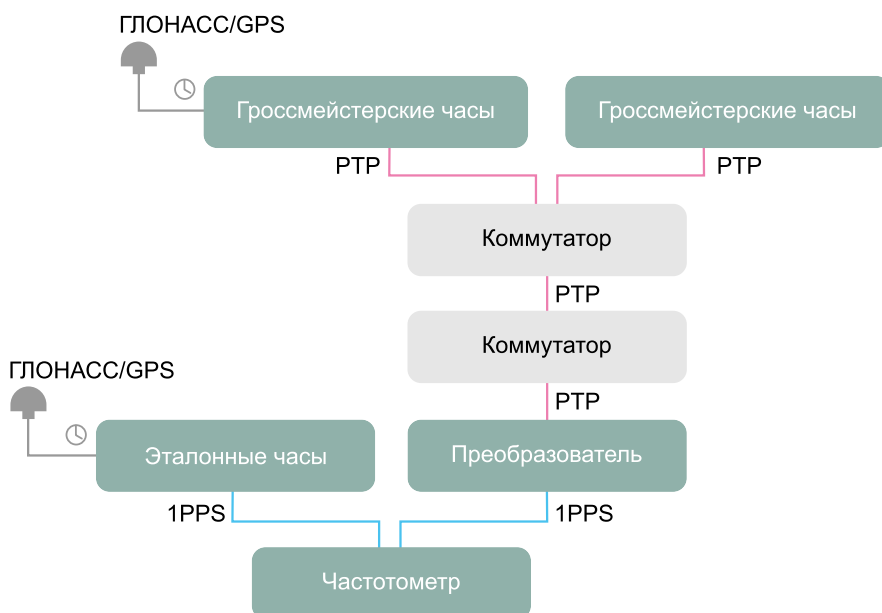 ГЛОНАСС/GPS
Гроссмейстерские часы
Гроссмейстерские часы
PTP
PTP
Коммутатор
PTP
Коммутатор
ГЛОНАСС/GPS
PTP
Эталонные часы
Преобразователь
1PPS
1PPS
Частотометр